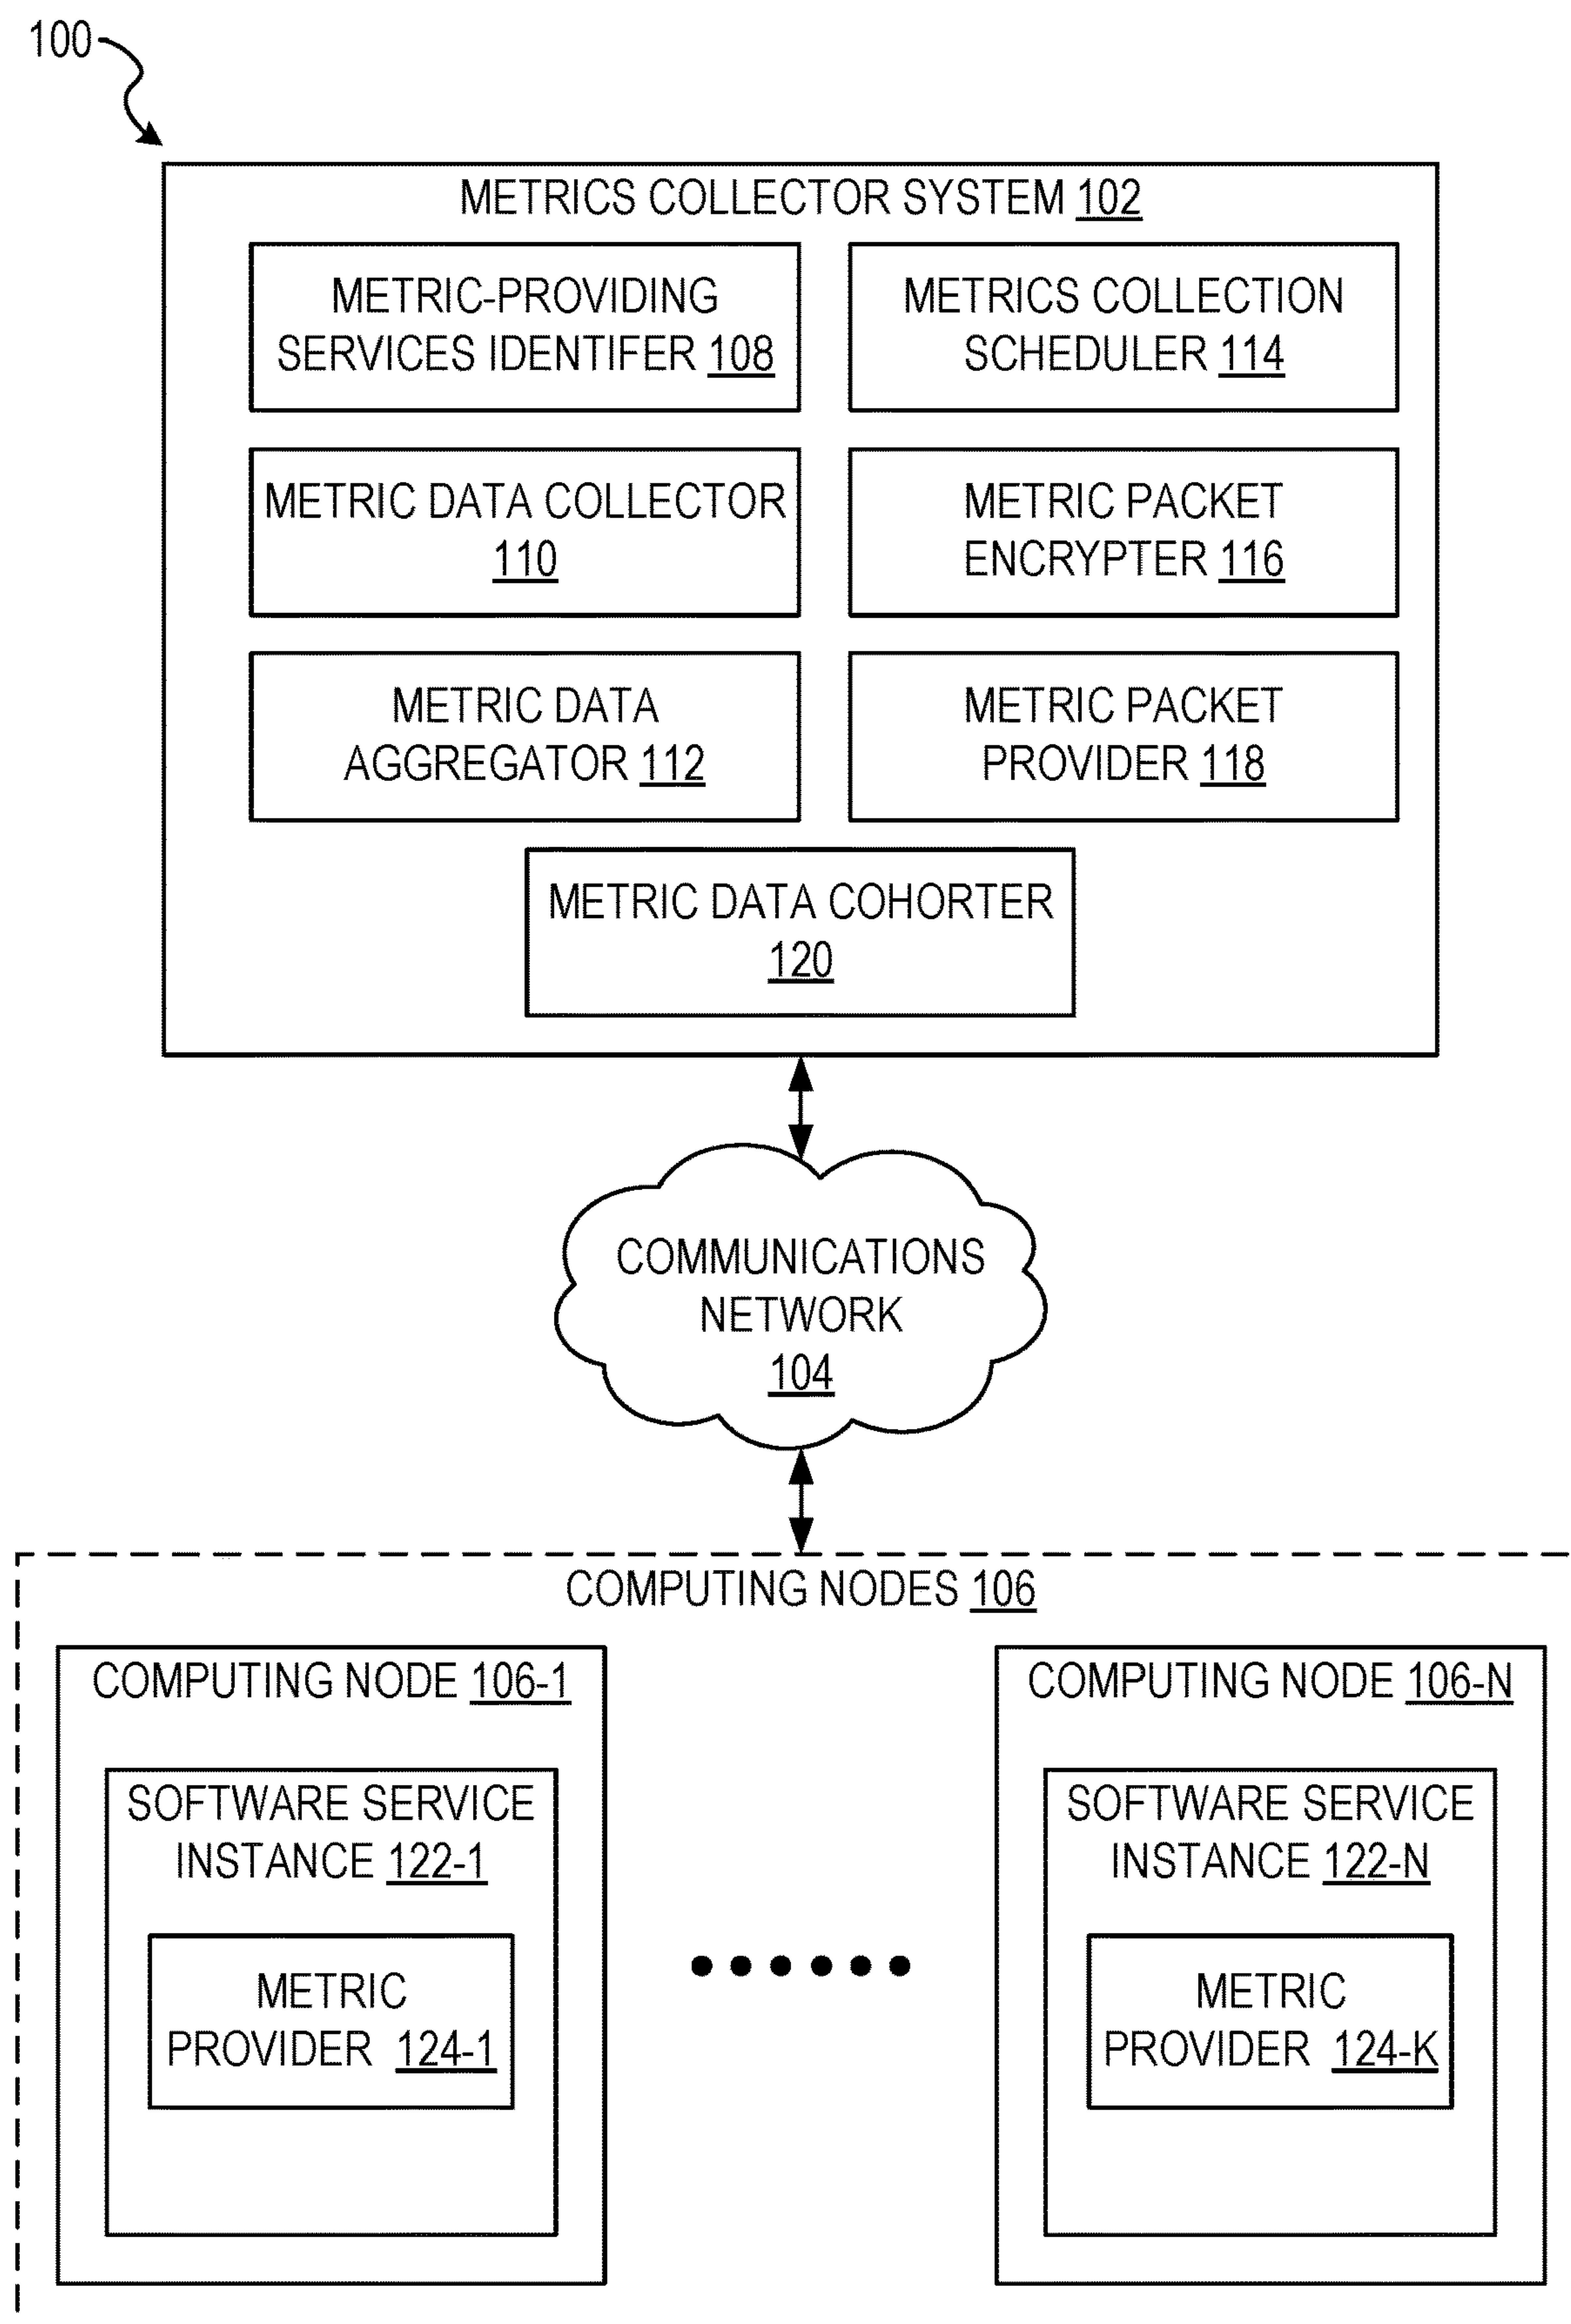 100
METRICS COLLECTOR SYSTEM 102
METRIC-PROVIDING
SERVICES IDENTIFER 108
METRICS COLLECTION
SCHEDULER 114
METRIC DATA COLLECTOR
110
METRIC PACKET
ENCRYPTER 116
METRIC DATA
AGGREGATOR 112
METRIC PACKET
PROVIDER 118
METRIC DATA COHORTER
120
COMMUNICATIONS
NETWORK
104
COMPUTING NODES 106
COMPUTING NODE 106-1
SOFTWARE SERVICE
INSTANCE 122-1
METRIC
PROVIDER 124-1
COMPUTING NODE 106-N
SOFTWARE SERVICE
INSTANCE 122-N
METRIC
PROVIDER 124-K